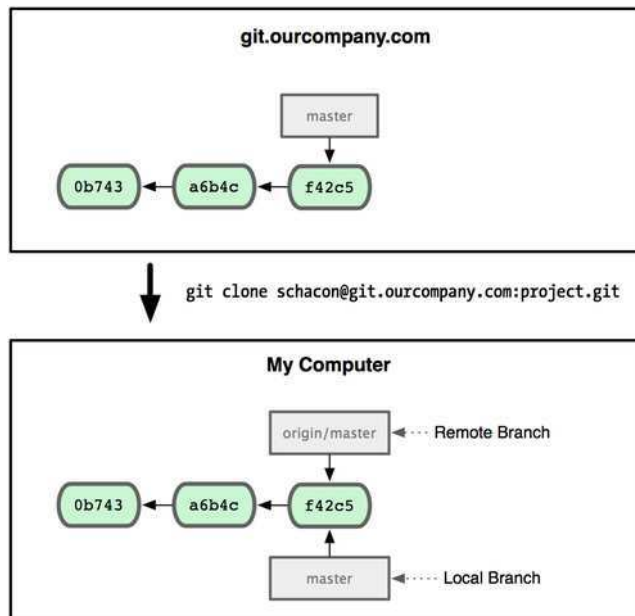 git.ourcompany.com
master
0b743 a6b4c f42c5
git clone schacon@git.ourcompany.com:project.git
My Computer
origin/master Remote Branch
0b743 a6b4c f42c5
master Local Branch